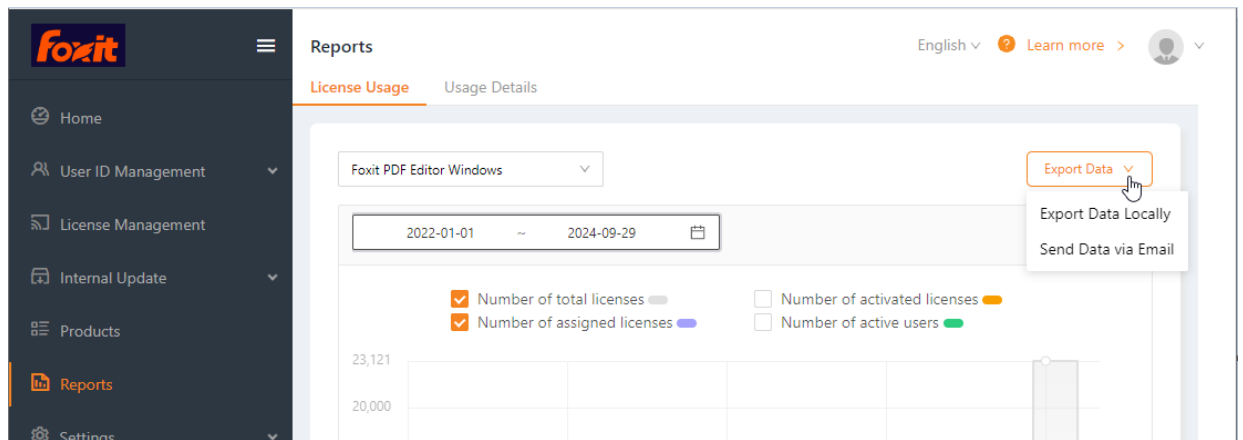 Foxit
Reports
English
? Learn more >
License Usage
Usage Details
Home
User ID Management
License Management
Internal Update
Products
Reports
Settings
Foxit PDF Editor Windows
Export Data
Export Data Locally
Send Data via Email
2022-01-01 ~ 2024-09-29
Number of total licenses
Number of activated licenses
Number of assigned licenses
Number of active users
23,121
20,000